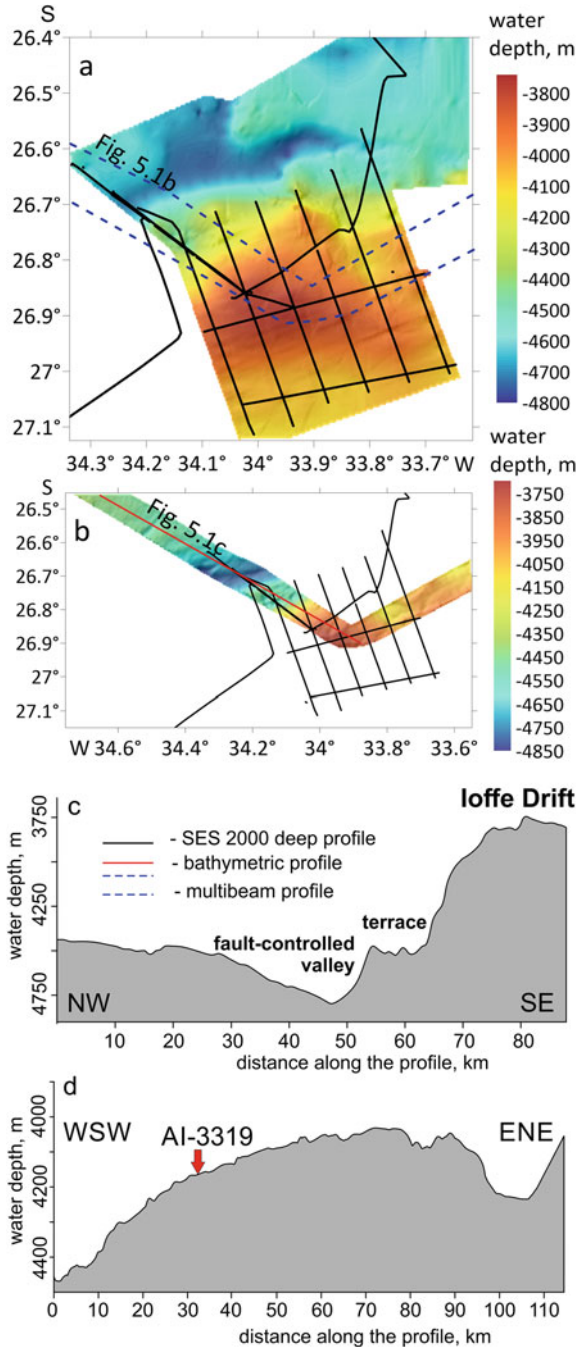 S
26.4°
26.5°
26.6°
26.7°
26.8°
26.9°
27°
27.1°
a
Fig. 5.1b
34.3° 34.2° 34.1° 34° 33.9° 33.8° 33.7° W
water
depth, m
-3800
-3900
-4000
-4100
-4200
-4300
-4400
-4500
-4600
-4700
-4800
S
26.5°
26.6°
26.7°
26.8°
26.9°
27°
27.1°
b
Fig. 5.1c
W 34.6° 34.4° 34.2° 34° 33.8° 33.6°
water
depth, m
-3750
-3850
-3950
-4050
-4150
-4250
-4350
-4450
-4550
-4650
-4750
-4850
c
Ioffe Drift
- SES 2000 deep profile
- bathymetric profile
- multibeam profile
terrace
fault-controlled
valley
NW
SE
water depth, m
3750
4250
4750
10 20 30 40 50 60 70 80
distance along the profile, km
d
WSW
AI-3319
ENE
water depth, m
4000
4200
4400
0 10 20 30 40 50 60 70 80 90 100 110
distance along the profile, km